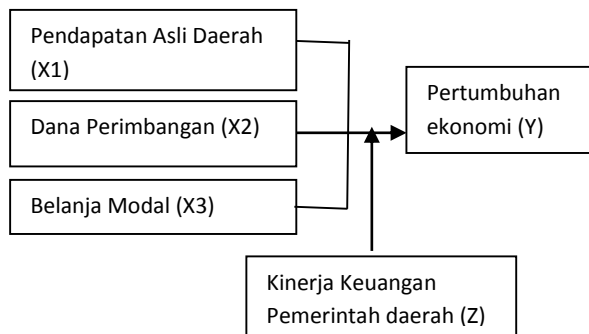 Pendapatan Asli Daerah
(X1)
Dana Perimbangan (X2)
Belanja Modal (X3)
Pertumbuhan
ekonomi (Y)
Kinerja Keuangan
Pemerintah daerah (Z)